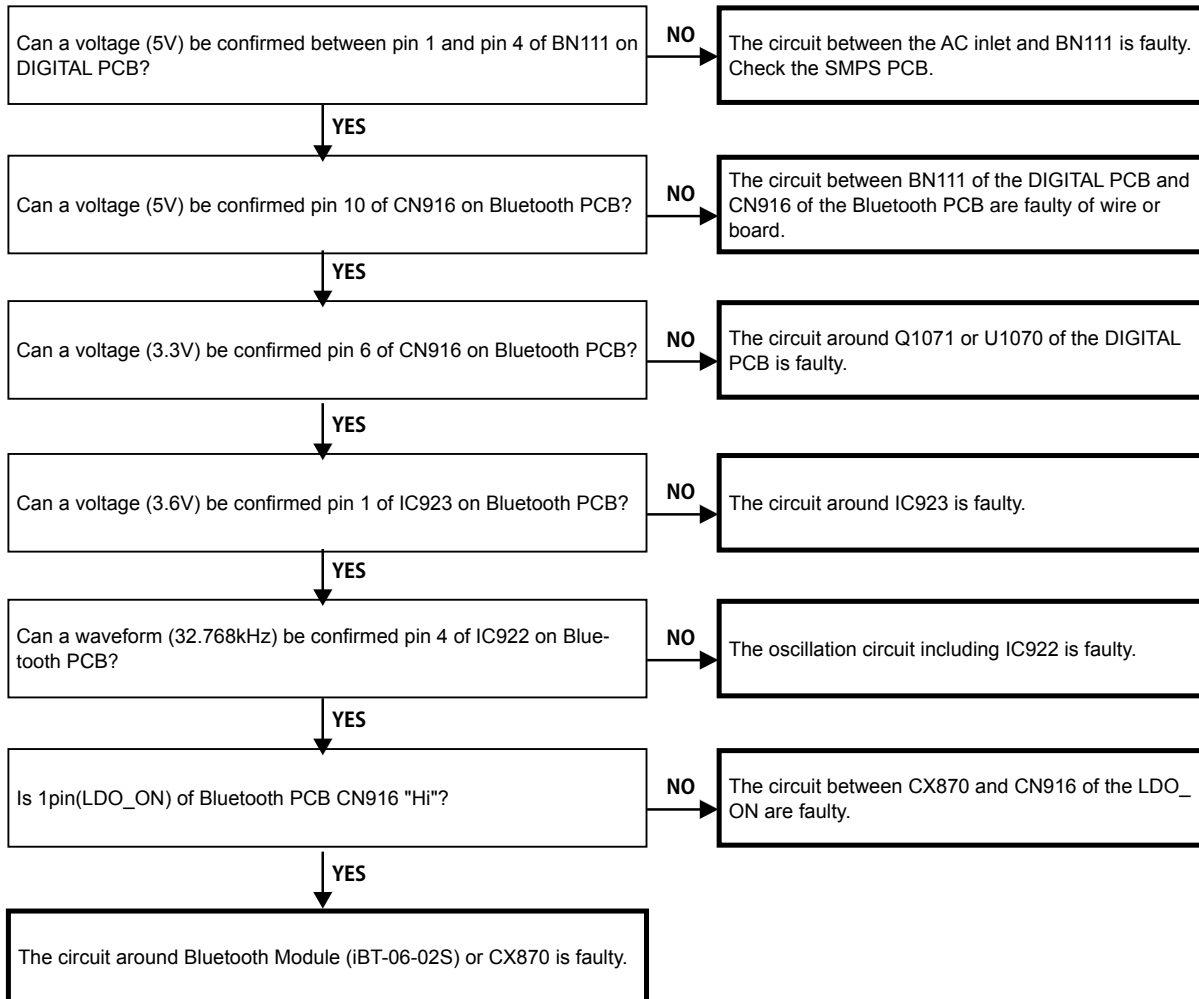 Can a voltage (5V) be confirmed between pin 1 and pin 4 of BN111 on
DIGITAL PCB?
NO
The circuit between the AC inlet and BN111 is faulty.
Check the SMPS PCB.
YES
Can a voltage (5V) be confirmed pin 10 of CN916 on Bluetooth PCB?
NO
The circuit between BN111 of the DIGITAL PCB and
CN916 of the Bluetooth PCB are faulty of wire or
board.
YES
Can a voltage (3.3V) be confirmed pin 6 of CN916 on Bluetooth PCB?
NO
The circuit around Q1071 or U1070 of the DIGITAL
PCB is faulty.
YES
Can a voltage (3.6V) be confirmed pin 1 of IC923 on Bluetooth PCB?
NO
The circuit around IC923 is faulty.
YES
Can a waveform (32.768kHz) be confirmed pin 4 of IC922 on Blue-
tooth PCB?
NO
The oscillation circuit including IC922 is faulty.
YES
Is 1pin(LDO_ON) of Bluetooth PCB CN916 "Hi"?
NO
The circuit between CX870 and CN916 of the LDO_
ON are faulty.
YES
The circuit around Bluetooth Module (iBT-06-02S) or CX870 is faulty.